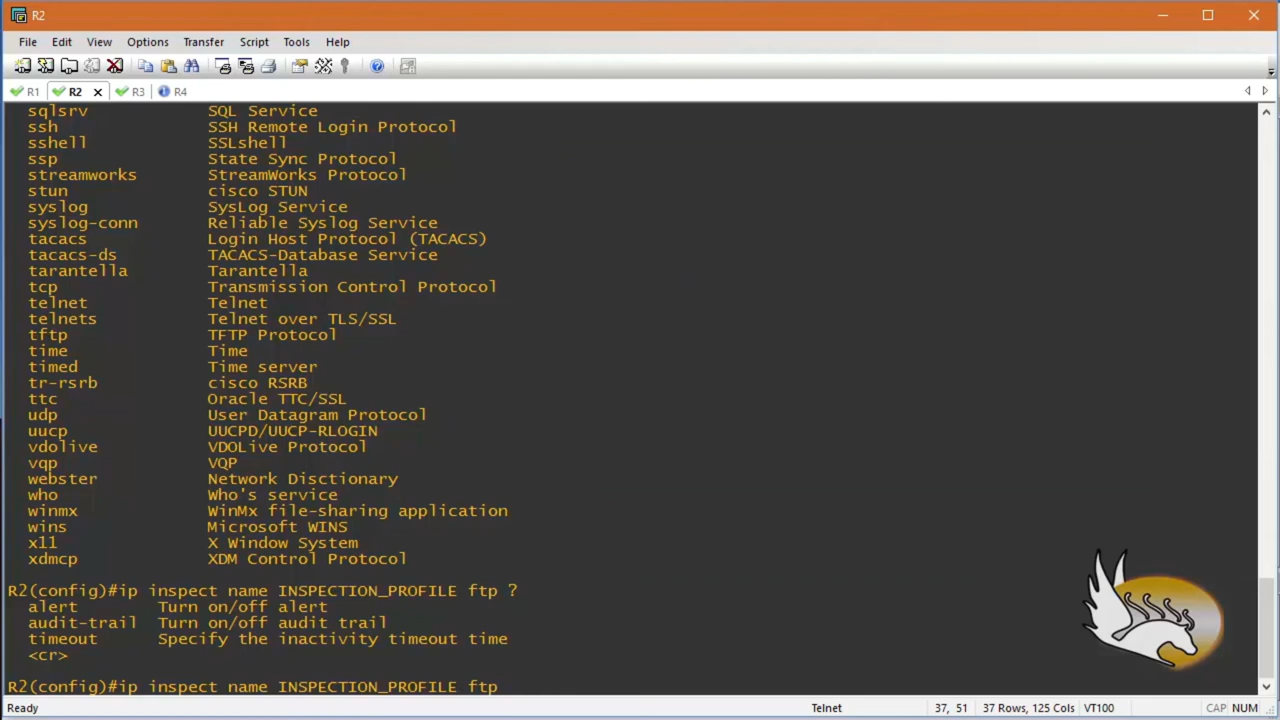 R2
File Edit View Options Transfer Script Tools Help
R1 R2 X R3 R4
sqlsrv SQL Service
ssh SSH Remote Login Protocol
sshell SSLshell
ssp State Sync Protocol
streamworks StreamWorks Protocol
stun cisco STUN
syslog SysLog Service
syslog-conn Reliable Syslog Service
tacacs Login Host Protocol (TACACS)
tacacs-ds TACACS-Database Service
tarantella Tarantella
tcp Transmission Control Protocol
telnet Telnet
telnets Telnet over TLS/SSL
tftp TFTP Protocol
time Time
timed Time server
tr-rsrb cisco RSRB
ttc Oracle TTC/SSL
udp User Datagram Protocol
uucp UUCPD/UUCP-RLOGIN
vdolive VDOLive Protocol
vqp VQP
webster Network Disctionary
who Who's service
winmx WinMx file-sharing application
wins Microsoft WINS
x11 X Window System
xdmcp XDM Control Protocol
R2(config)#ip inspect name INSPECTION_PROFILE ftp ?
alert Turn on/off alert
audit-trail Turn on/off audit trail
timeout Specify the inactivity timeout time
<cr>
R2(config)#ip inspect name INSPECTION_PROFILE ftp
Ready Telnet 37, 51 37 Rows, 125 Cols VT100 CAP NUM